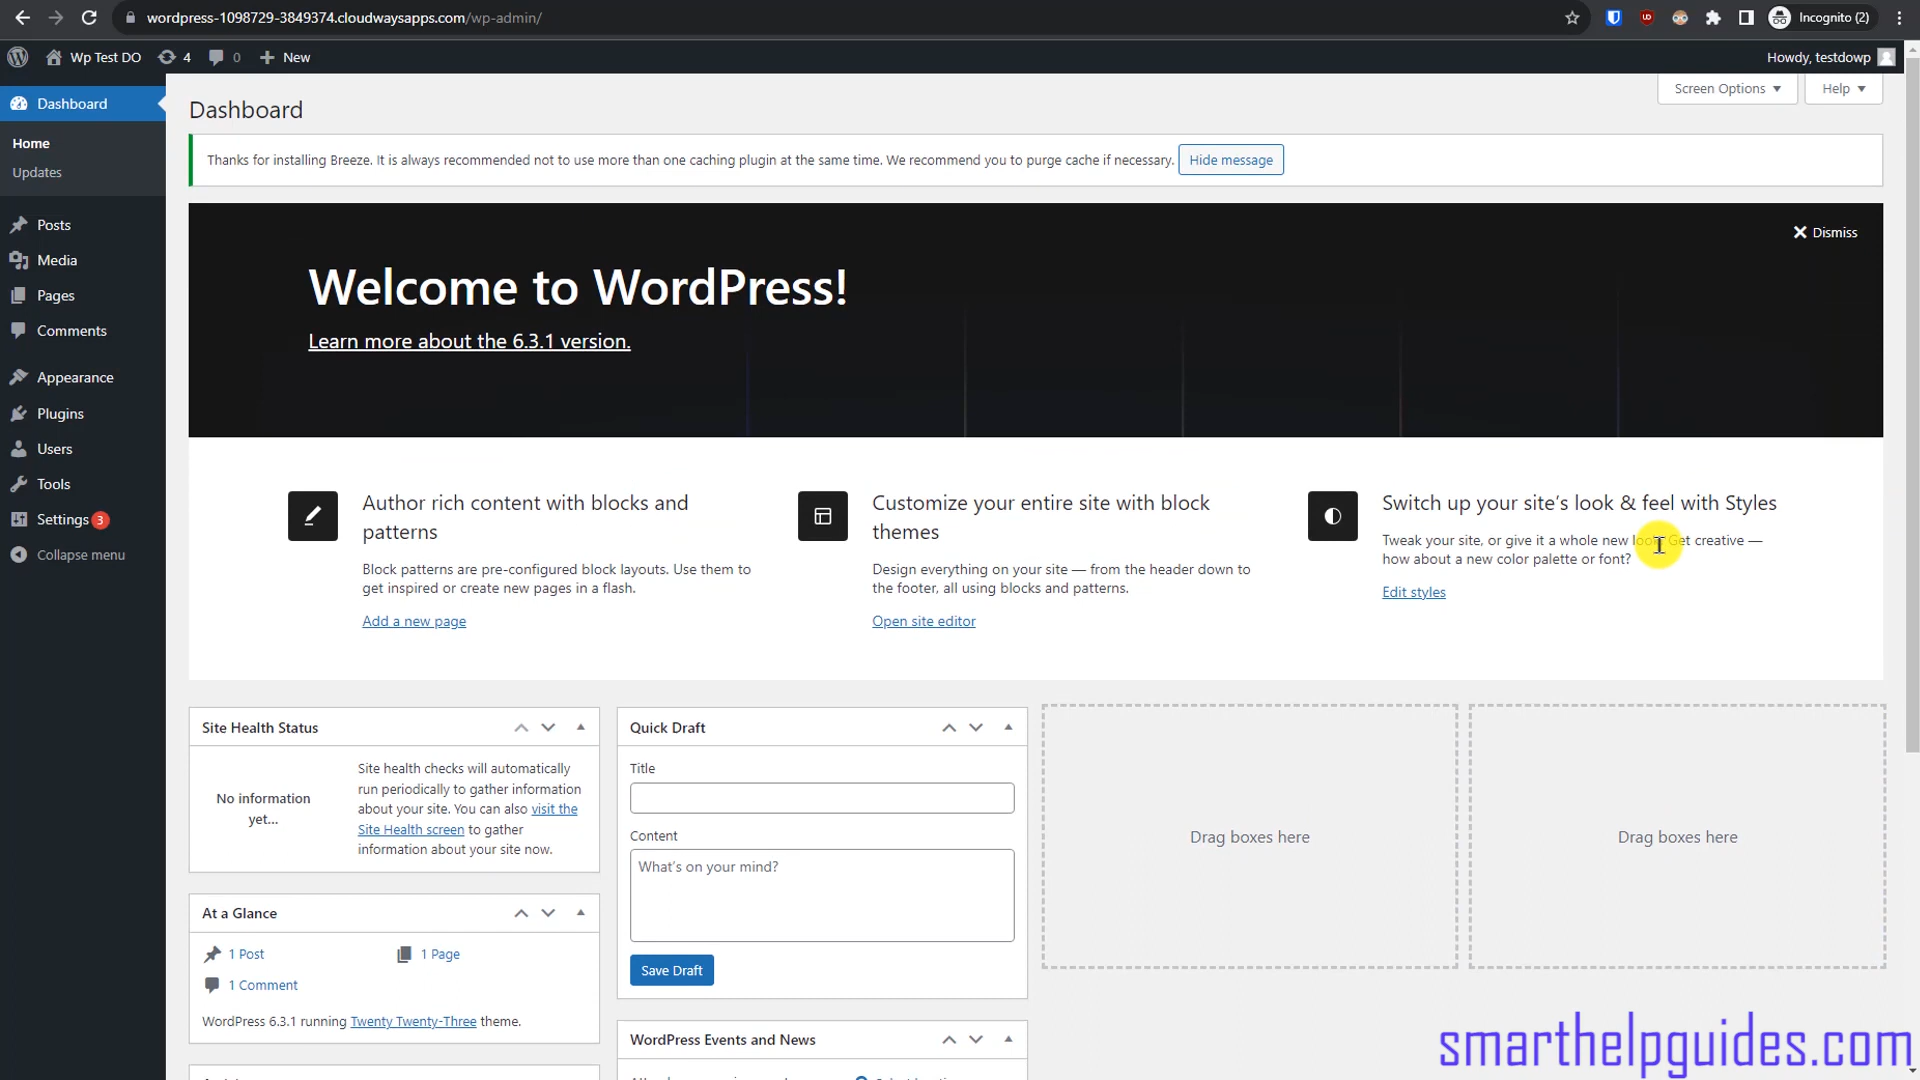 wordpress-1098729-3849374.cloudwaysapps.com/wp-admin/
Incognito (2)
Wp Test DO
4
0
New
Howdy, testdowp
Dashboard
Home
Updates
Posts
Media
Pages
Comments
Appearance
Plugins
Users
Tools
Settings 3
Collapse menu
Screen Options
Help
Dashboard
Thanks for installing Breeze. It is always recommended not to use more than one caching plugin at the same time. We recommend you to purge cache if necessary.
Hide message
Dismiss
Welcome to WordPress!
Learn more about the 6.3.1 version.
Author rich content with blocks and
patterns
Block patterns are pre-configured block layouts. Use them to
get inspired or create new pages in a flash.
Add a new page
Customize your entire site with block
themes
Design everything on your site — from the header down to
the footer, all using blocks and patterns.
Open site editor
Switch up your site’s look & feel with Styles
Tweak your site, or give it a whole new look! Get creative —
how about a new color palette or font?
Edit styles
Site Health Status
No information
yet...
Site health checks will automatically
run periodically to gather information
about your site. You can also visit the
Site Health screen to gather
information about your site now.
At a Glance
1 Post
1 Page
1 Comment
WordPress 6.3.1 running Twenty Twenty-Three theme.
Quick Draft
Title
Content
What’s on your mind?
Save Draft
WordPress Events and News
Drag boxes here
Drag boxes here
smarthelpguides.com